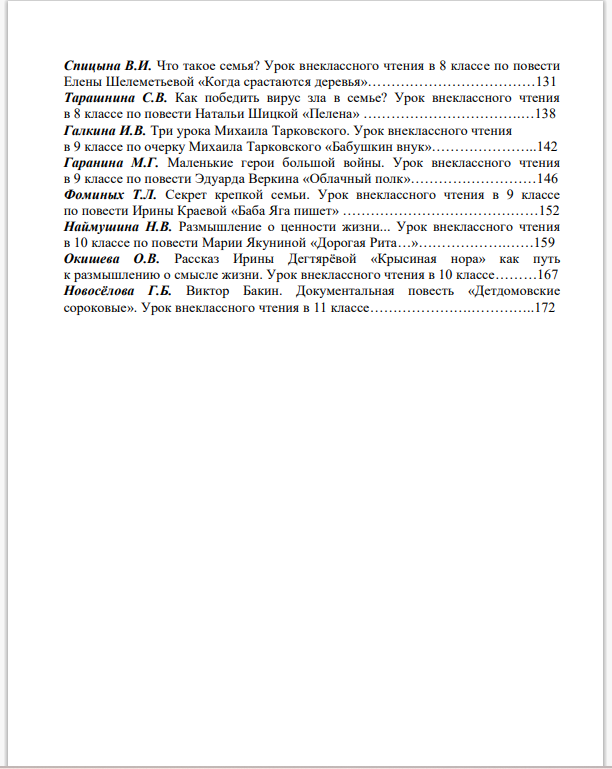 Спицына В.И. Что такое семья? Урок внеклассного чтения в 8 классе по повести
Елены Шелеметьевой «Когда срастаются деревья»………………………………131
Тарашнина С.В. Как победить вирус зла в семье? Урок внеклассного чтения
в 8 классе по повести Натальи Шицкой «Пелена» …………………………….….138
Галкина И.В. Три урока Михаила Тарковского. Урок внеклассного чтения
в 9 классе по очерку Михаила Тарковского «Бабушкин внук»…………………..142
Гаранина М.Г. Маленькие герои большой войны. Урок внеклассного чтения
в 9 классе по повести Эдуарда Веркина «Облачный полк»………………………146
Фоминых Т.Л. Секрет крепкой семьи. Урок внеклассного чтения в 9 классе
по повести Ирины Краевой «Баба Яга пишет» ……………………………….……152
Наймушина Н.В. Размышление о ценности жизни... Урок внеклассного чтения
в 10 классе по повести Марии Якуниной «Дорогая Рита…»……………….……159
Окишева О.В. Рассказ Ирины Дегтярёвой «Крысиная нора» как путь
к размышлению о смысле жизни. Урок внеклассного чтения в 10 классе………167
Новосёлова Г.Б. Виктор Бакин. Документальная повесть «Детдомовские
сороковые». Урок внеклассного чтения в 11 классе………………….…………..172